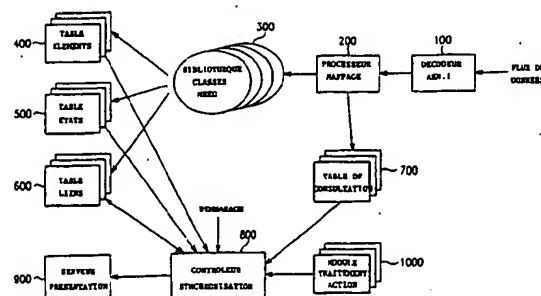 400
TABLE
ELEMENTS
300
BIBLIOTHEQUE
CLASSES
MHEG
200
PROCESSEUR
MAPPAGE
100
DECODEUR
ASN.1
FLUX DE
DONNEES
500
TABLE
ETATS
600
TABLE
LIENS
TABLE DE
CONSULTATION
700
800
CONTROLEUR
SYNCHRONISATION
900
SERVEUR
PRESENTATION
MODULE
TRAITEMENT
ACTION
1000